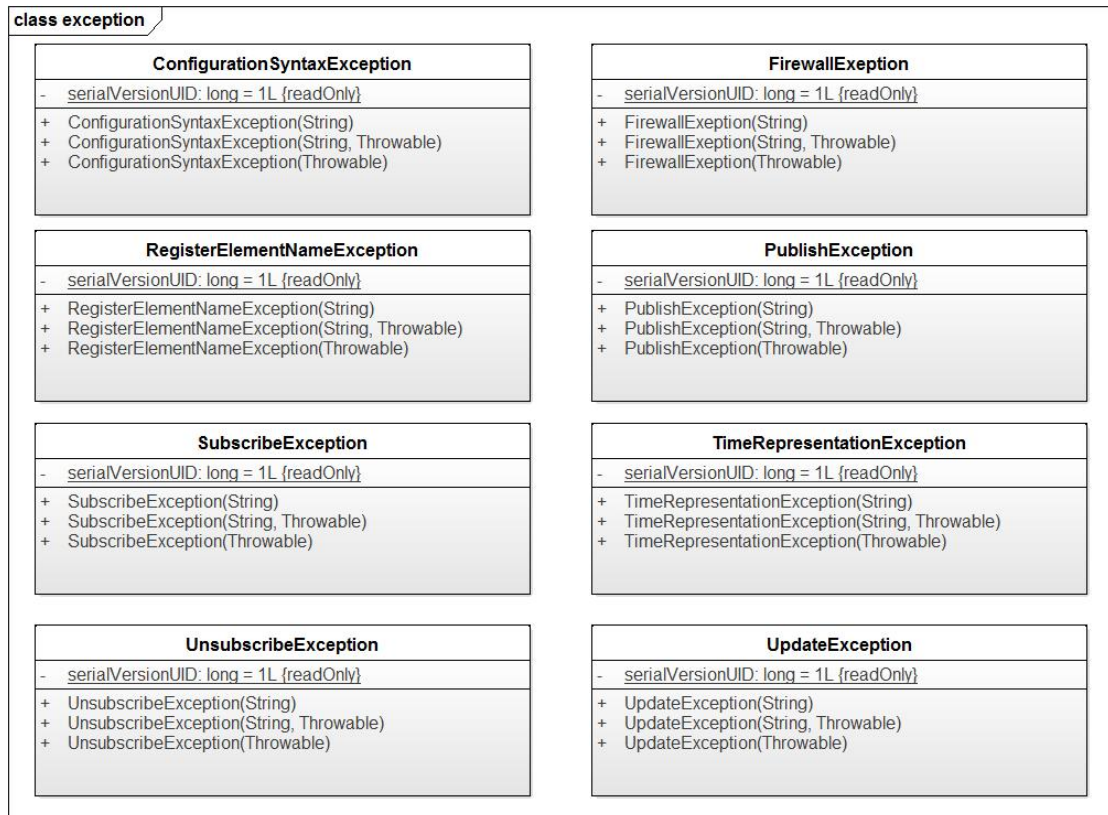 class exception
ConfigurationSyntaxException
- serialVersionUID: long = 1L {readOnly}
+ ConfigurationSyntaxException(String)
+ ConfigurationSyntaxException(String, Throwable)
+ ConfigurationSyntaxException(Throwable)
FirewallExeption
- serialVersionUID: long = 1L {readOnly}
+ FirewallExeption(String)
+ FirewallExeption(String, Throwable)
+ FirewallExeption(Throwable)
RegisterElementNameException
- serialVersionUID: long = 1L {readOnly}
+ RegisterElementNameException(String)
+ RegisterElementNameException(String, Throwable)
+ RegisterElementNameException(Throwable)
PublishException
- serialVersionUID: long = 1L {readOnly}
+ PublishException(String)
+ PublishException(String, Throwable)
+ PublishException(Throwable)
SubscribeException
- serialVersionUID: long = 1L {readOnly}
+ SubscribeException(String)
+ SubscribeException(String, Throwable)
+ SubscribeException(Throwable)
TimeRepresentationException
- serialVersionUID: long = 1L {readOnly}
+ TimeRepresentationException(String)
+ TimeRepresentationException(String, Throwable)
+ TimeRepresentationException(Throwable)
UnsubscribeException
- serialVersionUID: long = 1L {readOnly}
+ UnsubscribeException(String)
+ UnsubscribeException(String, Throwable)
+ UnsubscribeException(Throwable)
UpdateException
- serialVersionUID: long = 1L {readOnly}
+ UpdateException(String)
+ UpdateException(String, Throwable)
+ UpdateException(Throwable)